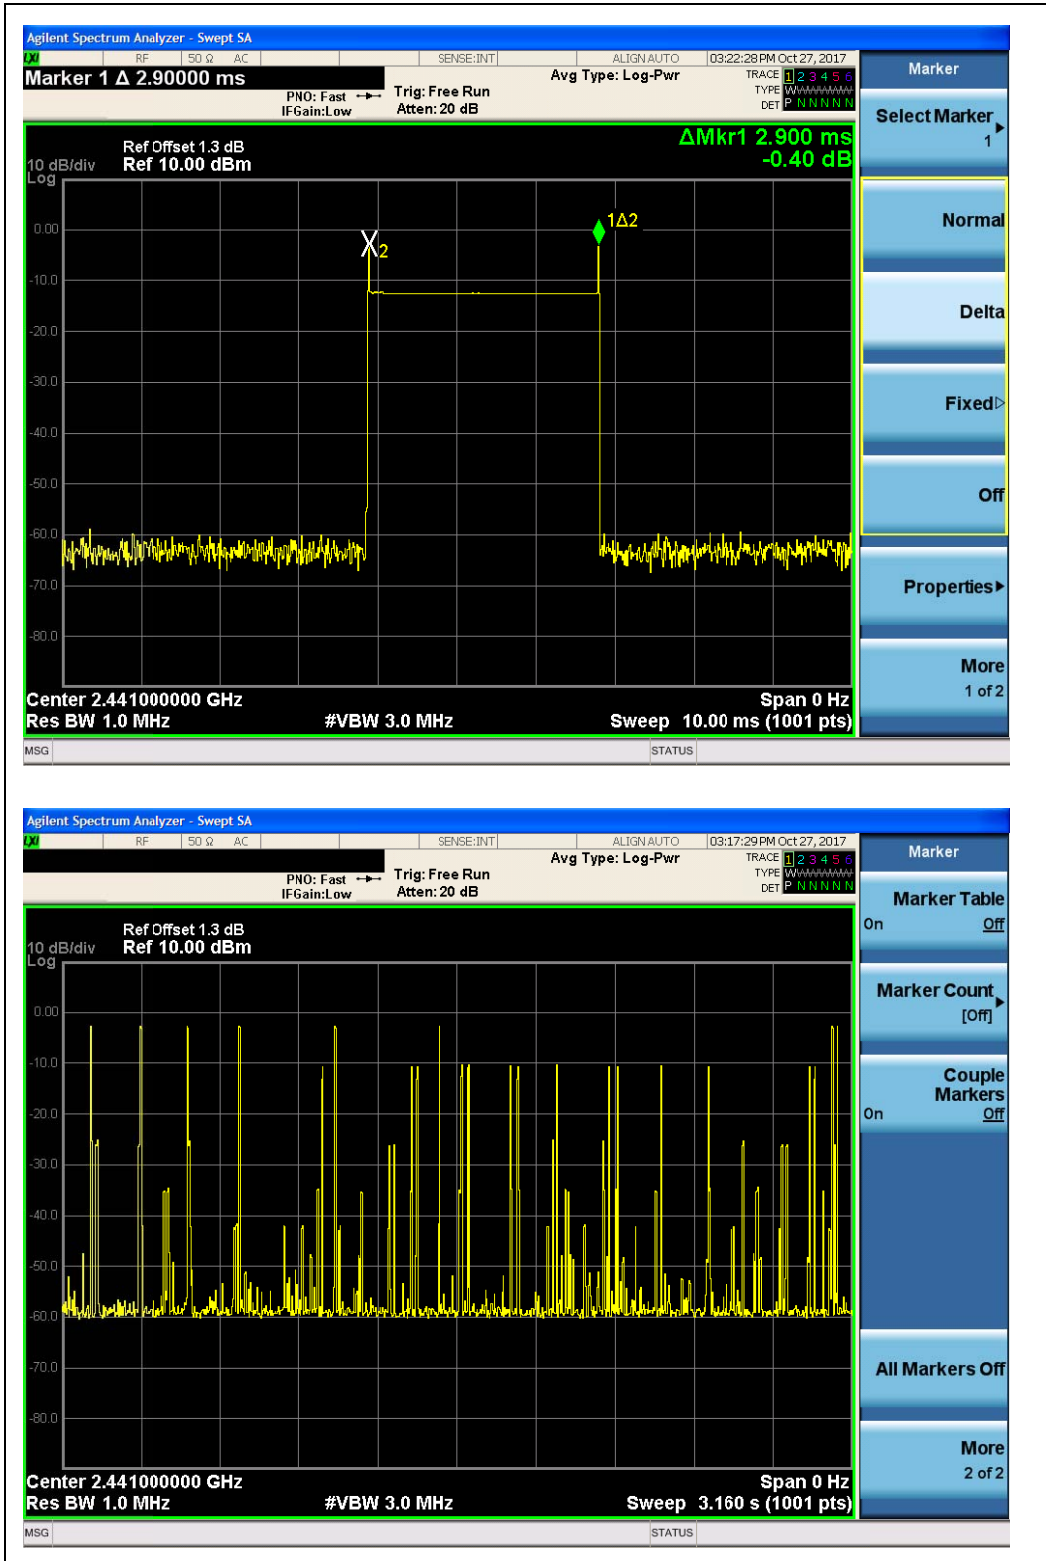 Agilent Spectrum Analyzer - Swept SA
LXI RF 50 Ω AC SENSE:INT ALIGN AUTO 03:22:28 PM Oct 27, 2017
Marker 1 Δ 2.90000 ms
PNO: Fast
IFGain:Low
Trig: Free Run
Atten: 20 dB
Avg Type: Log-Pwr
TRACE 1 2 3 4 5 6
TYPE WWWWWW
DET P N N N N N
Ref Offset 1.3 dB
10 dB/div Ref 10.00 dBm
Log
ΔMkr1 2.900 ms
-0.40 dB
0.00
-10.0
-20.0
-30.0
-40.0
-50.0
-60.0
-70.0
-80.0
X2
1Δ2
Center 2.441000000 GHz Span 0 Hz
Res BW 1.0 MHz #VBW 3.0 MHz Sweep 10.00 ms (1001 pts)
MSG STATUS
Marker
Select Marker
1
Normal
Delta
Fixed
Off
Properties
More
1 of 2
Agilent Spectrum Analyzer - Swept SA
LXI RF 50 Ω AC SENSE:INT ALIGN AUTO 03:17:29 PM Oct 27, 2017
PNO: Fast
IFGain:Low
Trig: Free Run
Atten: 20 dB
Avg Type: Log-Pwr
TRACE 1 2 3 4 5 6
TYPE WWWWWW
DET P N N N N N
Ref Offset 1.3 dB
10 dB/div Ref 10.00 dBm
Log
0.00
-10.0
-20.0
-30.0
-40.0
-50.0
-60.0
-70.0
-80.0
Center 2.441000000 GHz Span 0 Hz
Res BW 1.0 MHz #VBW 3.0 MHz Sweep 3.160 s (1001 pts)
MSG STATUS
Marker
Marker Table
On Off
Marker Count
[Off]
Couple
Markers
On Off
All Markers Off
More
2 of 2